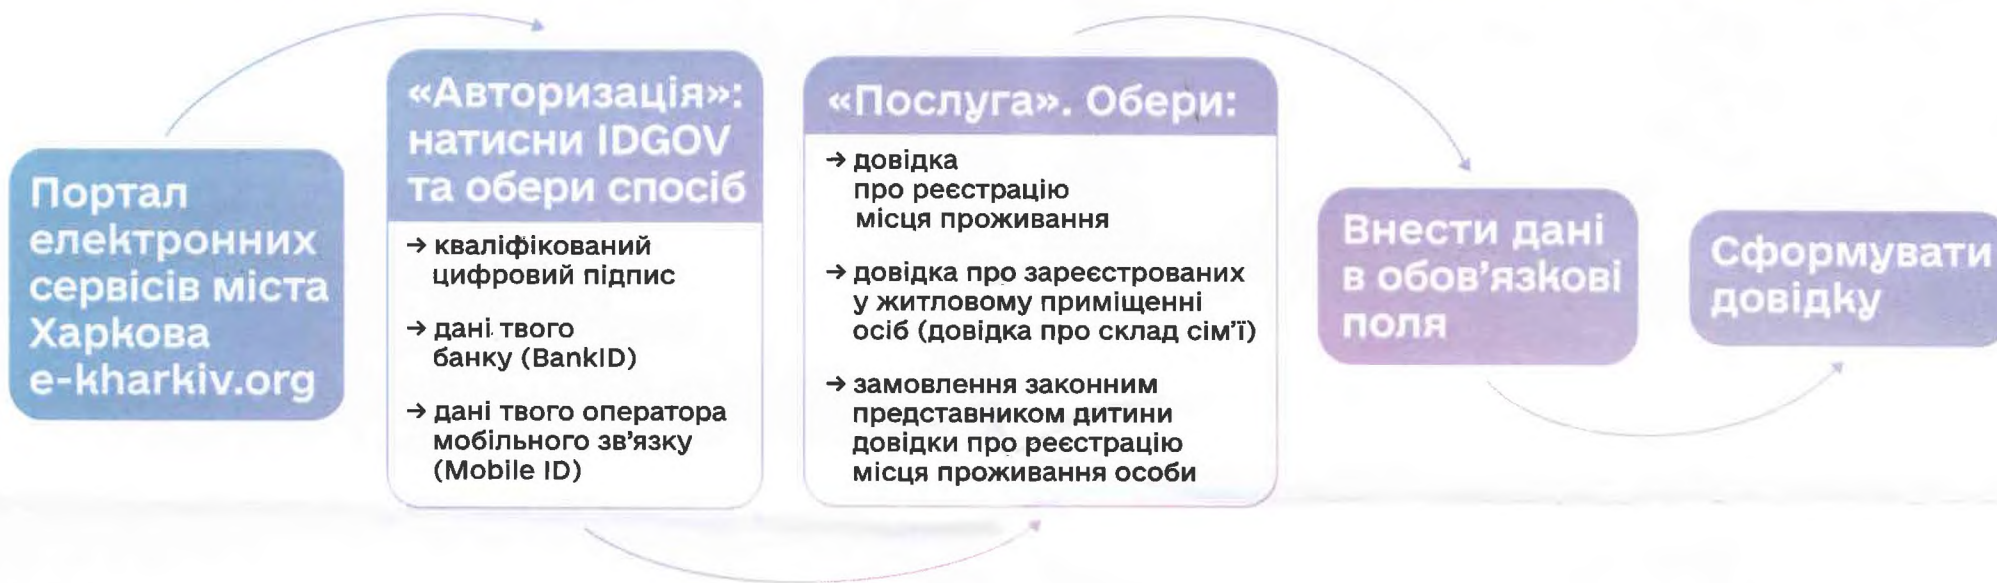 Портал
електронних
сервісів міста
Харкова
e-kharkiv.org
«Авторизація»:
натисни IDGOV
та обери спосіб
→ кваліфікований
цифровий підпис
→ дані твого
банку (BankID)
→ дані твого оператора
мобільного зв'язку
(Mobile ID)
«Послуга». Обери:
→ довідка
про реєстрацію
місця проживання
→ довідка про зареєстрованих
у житловому приміщенні
осіб (довідка про склад сім'ї)
→ замовлення законним
представником дитини
довідки про реєстрацію
місця проживання особи
Внести дані
в обов'язкові
поля
Сформувати
довідку